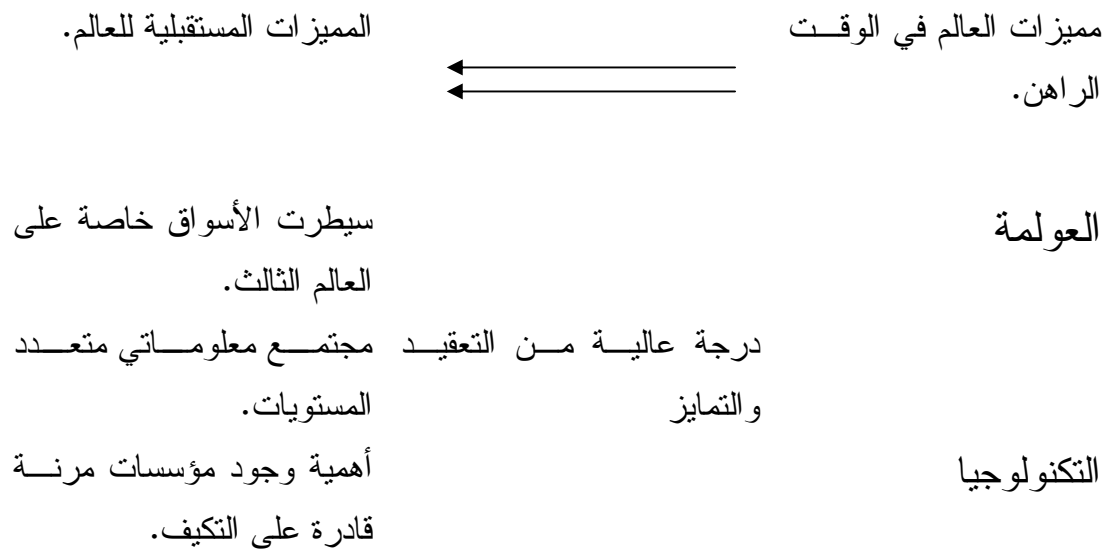 مميزات العالم في الوقت
الراهن.
المميزات المستقبلية للعالم.
العولمة
سيطرت الأسواق خاصة على
العالم الثالث.
درجة عالية من التعقيد
والتمايز
مجتمع معلوماتي متعدد
المستويات.
التكنولوجيا
أهمية وجود مؤسسات مرنة
قادرة على التكيف.